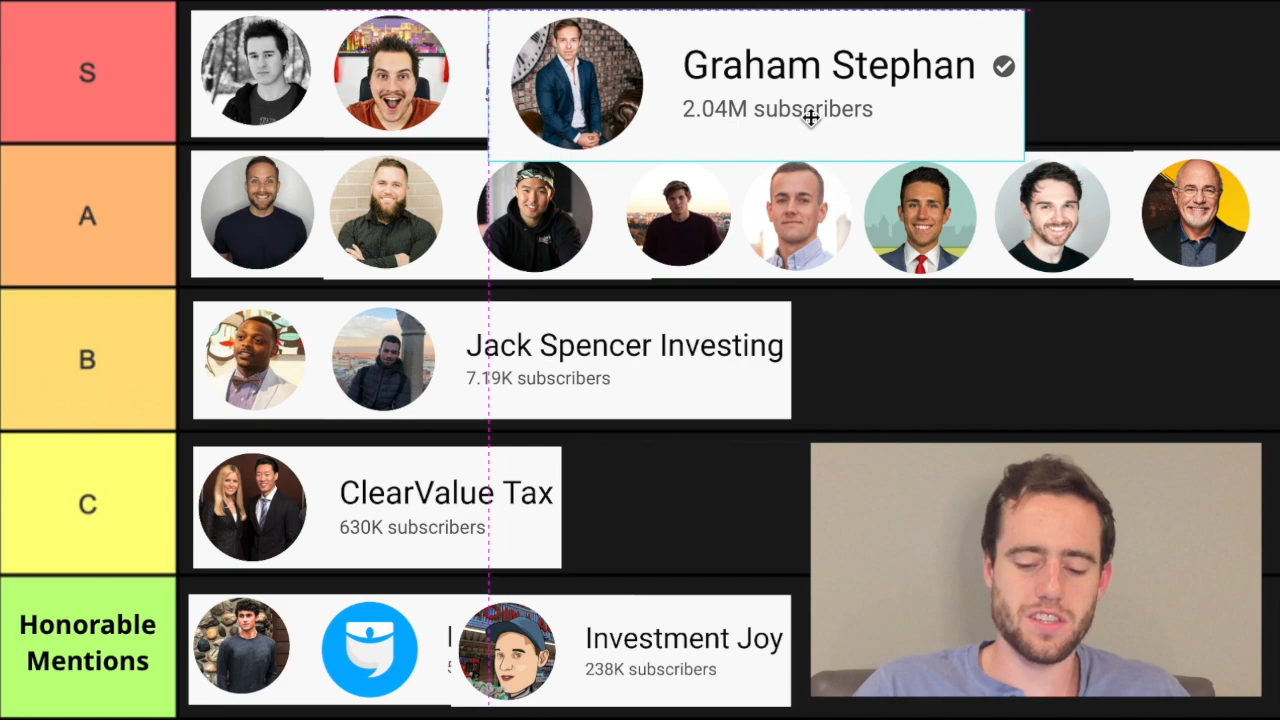 S
Graham Stephan
2.04M subscribers
A
B
Jack Spencer Investing
7.19K subscribers
C
ClearValue Tax
630K subscribers
Honorable
Mentions
Investment Joy
238K subscribers